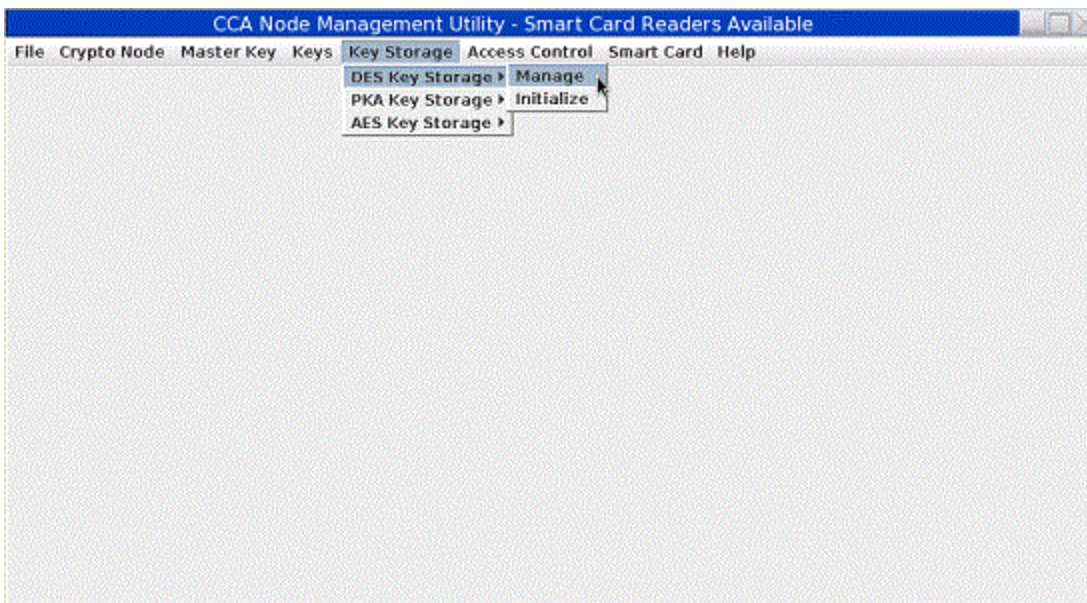 CCA Node Management Utility - Smart Card Readers Available
File Crypto Node Master Key Keys Key Storage Access Control Smart Card Help
DES Key Storage Manage
PKA Key Storage Initialize
AES Key Storage